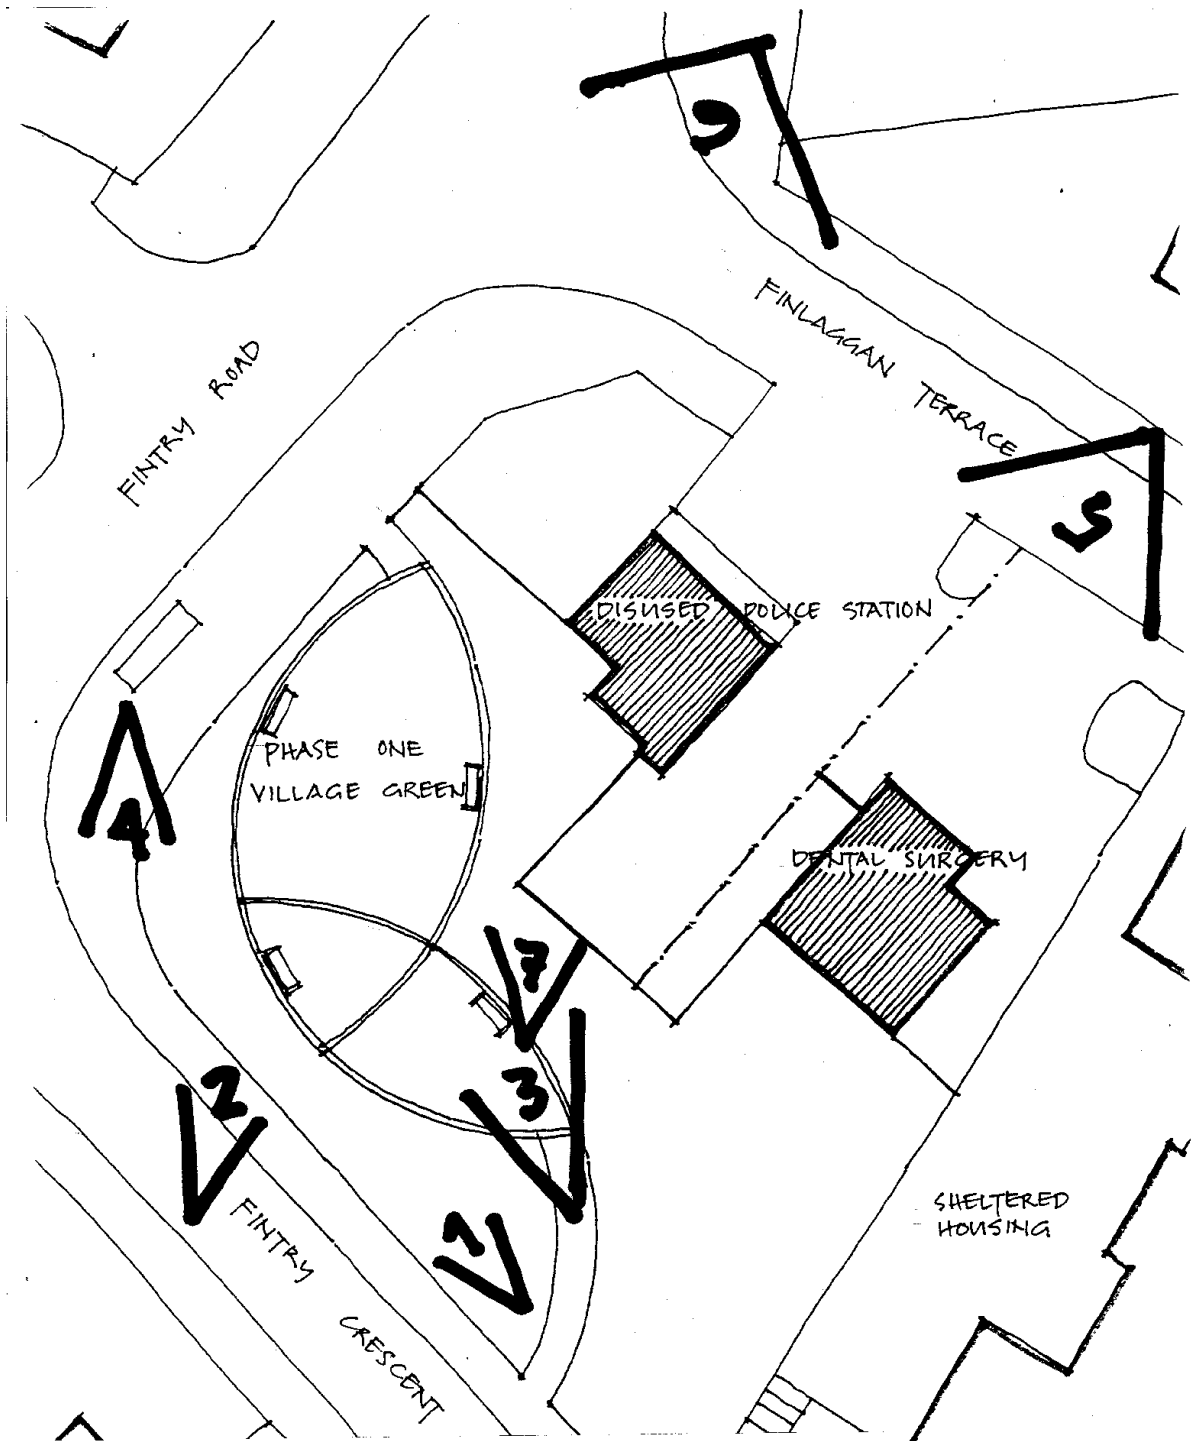 6
FINLAGGAN TERRACE
FINTRY ROAD
5
DISUSED POLICE STATION
PHASE ONE
VILLAGE GREEN
4
DENTAL SURGERY
7
3
2
SHELTERED
HOUSING
1
FINTRY CRESCENT